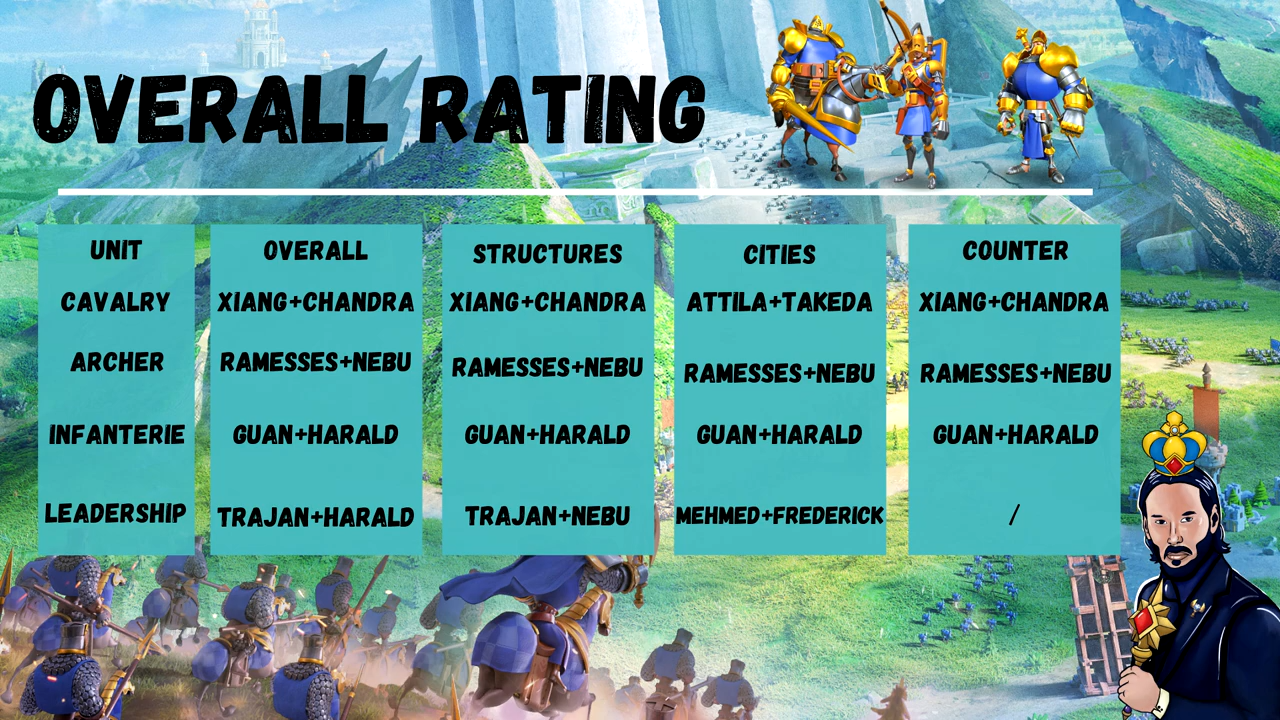 OVERALL RATING
UNIT OVERALL STRUCTURES CITIES COUNTER
CAVALRY XIANG+CHANDRA XIANG+CHANDRA ATTILA+TAKEDA XIANG+CHANDRA
ARCHER RAMESSES+NEBU RAMESSES+NEBU RAMESSES+NEBU RAMESSES+NEBU
INFANTERIE GUAN+HARALD GUAN+HARALD GUAN+HARALD GUAN+HARALD
LEADERSHIP TRAJAN+HARALD TRAJAN+NEBU MEHMED+FREDERICK /